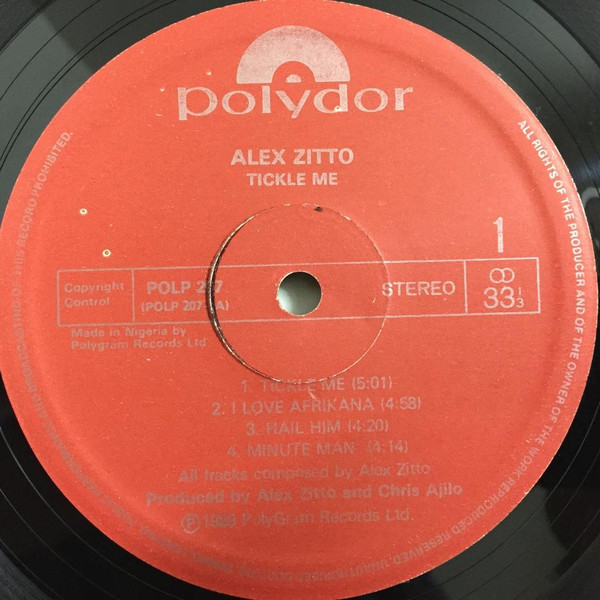 polydor
ALEX ZITTO
TICKLE ME
1
Copyright
Control
POLP 207
(POLP 207 A)
STEREO
33 1/3
Made in Nigeria by
Polygram Records Ltd
1. TICKLE ME (5:01)
2. I LOVE AFRIKANA (4:58)
3. HAIL HIM (4:20)
4. MINUTE MAN (4:14)
All tracks composed by Alex Zitto
Produced by Alex Zitto and Chris Ajilo
Ⓟ PolyGram Records Ltd.
ALL RIGHTS OF THE PRODUCER AND OF THE OWNER OF THE WORK REPRODUCED RESERVED. OF THIS RECORD PROHIBITED.